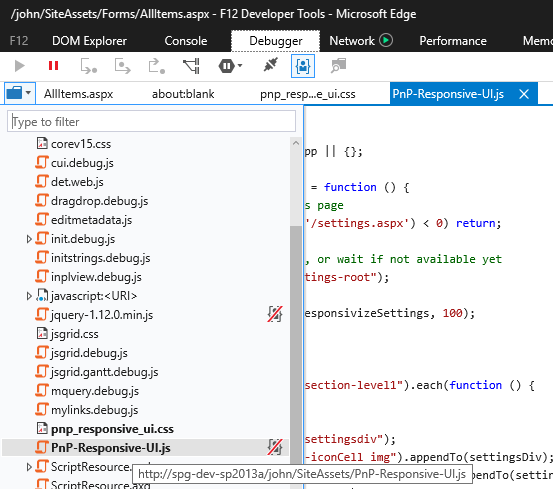 /john/SiteAssets/Forms/AllItems.aspx - F12 Developer Tools - Microsoft Edge
F12 DOM Explorer Console Debugger Network Performance Memo
AllItems.aspx about:blank pnp_resp...e_ui.css PnP-Responsive-UI.js
Type to filter
corev15.css
cui.debug.js
det.web.js
dragdrop.debug.js
editmetadata.js
init.debug.js
initstrings.debug.js
inplview.debug.js
javascript:<URI>
jquery-1.12.0.min.js
jsgrid.css
jsgrid.debug.js
jsgrid.gantt.debug.js
mquery.debug.js
mylinks.debug.js
pnp_responsive_ui.css
PnP-Responsive-UI.js
ScriptResource.a
ScriptResource.axd
http://spg-dev-sp2013a/john/SiteAssets/PnP-Responsive-UI.js
pp || {};
= function () {
s page
'/settings.aspx') < 0) return;
, or wait if not available yet
tings-root");
esponsivizeSettings, 100);
section-level1").each(function () {
settingsdiv");
-iconCell img").appendTo(settingsDiv);
pendTo(setti